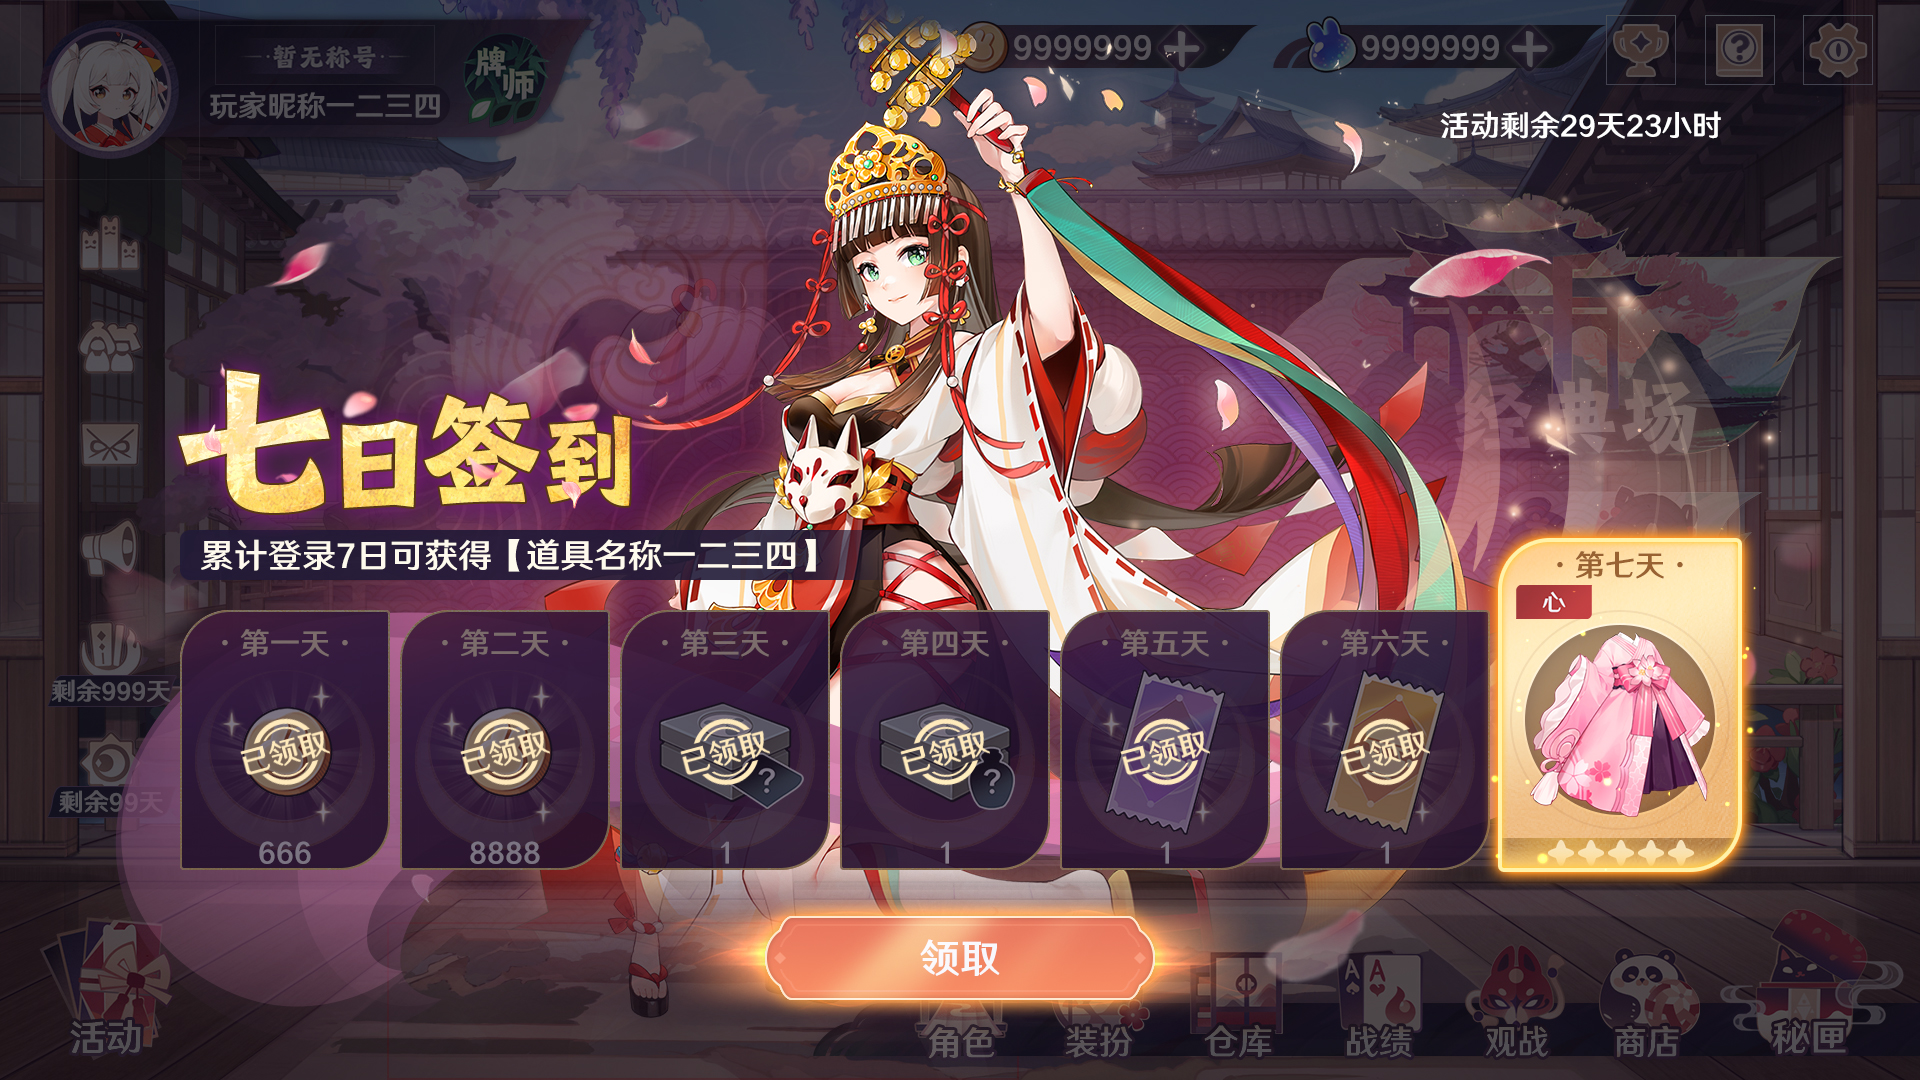 ·暂无称号·
玩家昵称一二三四
牌师
9999999
9999999
活动剩余29天23小时
经典场
七日签到
累计登录7日可获得【道具名称一二三四】
·第一天·
已领取
666
·第二天·
已领取
8888
·第三天·
已领取
?
1
·第四天·
已领取
?
1
·第五天·
已领取
1
·第六天·
已领取
1
·第七天·
心
剩余999天
剩余99天
领取
活动
角色
装扮
仓库
A A
战绩
观战
商店
秘匣